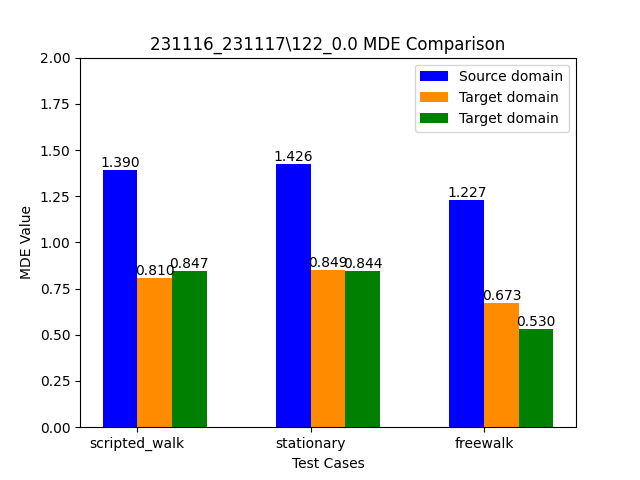 231116_231117\122_0.0 MDE Comparison
Source domain
Target domain
Target domain
MDE Value
2.00
1.75
1.50
1.25
1.00
0.75
0.50
0.25
0.00
1.390
0.810
0.847
1.426
0.849
0.844
1.227
0.673
0.530
scripted_walk
stationary
freewalk
Test Cases